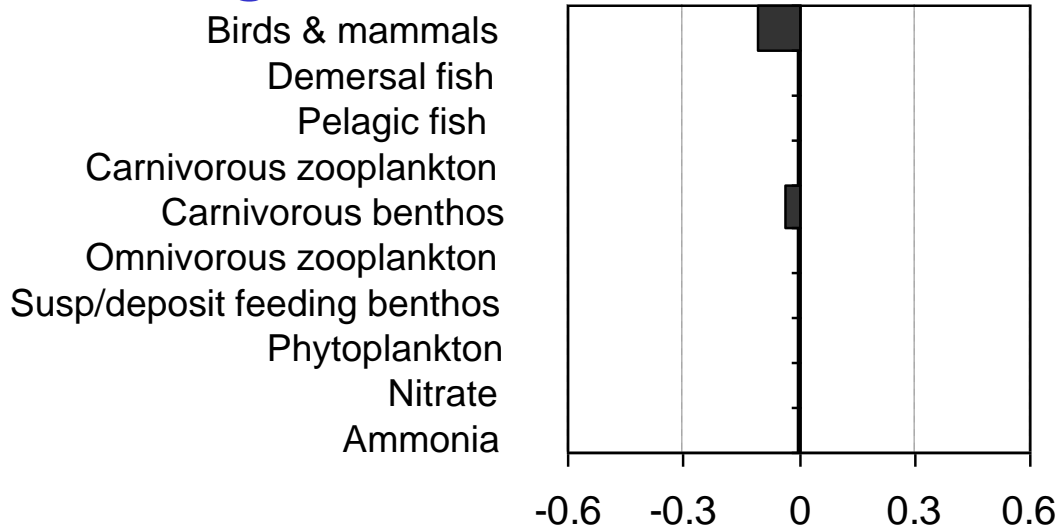 Birds & mammals
Demersal fish
Pelagic fish
Carnivorous zooplankton
Carnivorous benthos
Omnivorous zooplankton
Susp/deposit feeding benthos
Phytoplankton
Nitrate
Ammonia
-0.6 -0.3 0 0.3 0.6